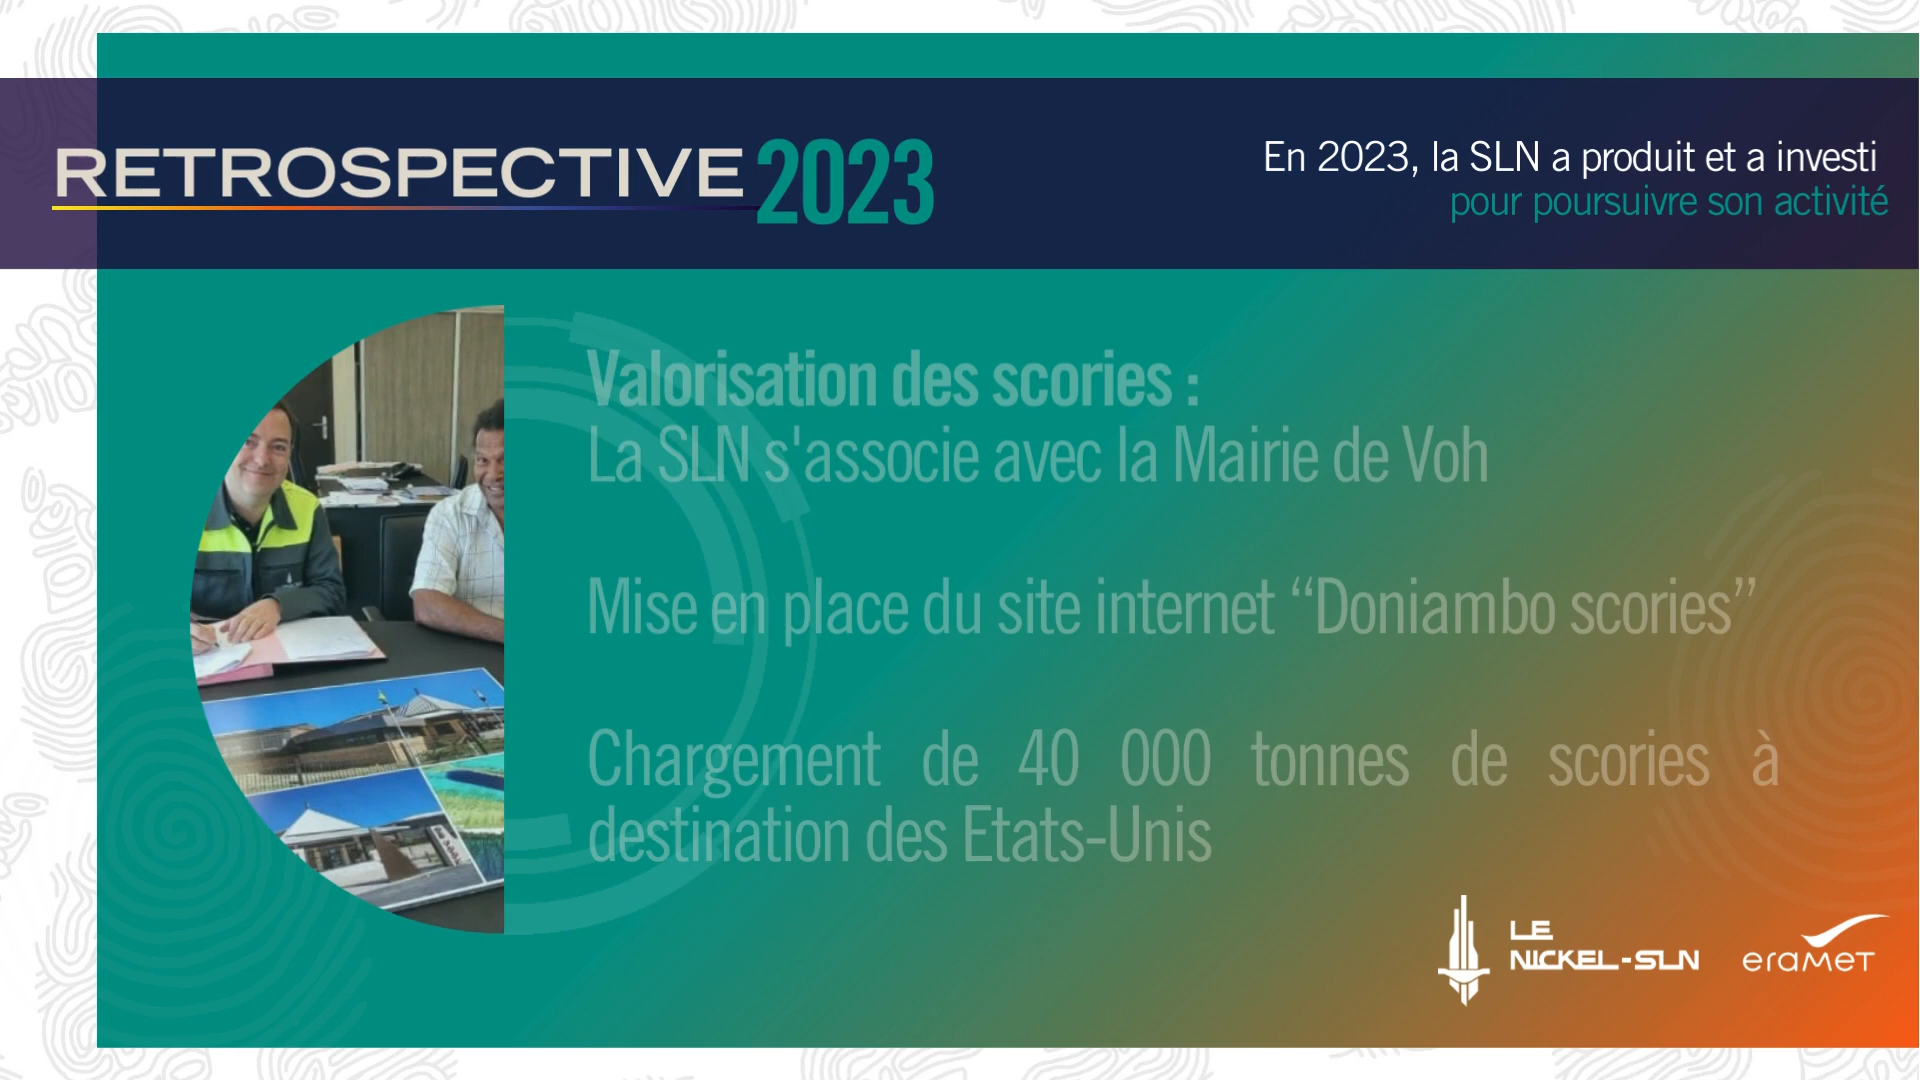 RETROSPECTIVE 2023
En 2023, la SLN a produit et a investi
pour poursuivre son activité
Valorisation des scories :
La SLN s'associe avec la Mairie de Voh
Mise en place du site internet “Doniambo scories”
Chargement de 40 000 tonnes de scories à
destination des Etats-Unis
LE
NICKEL-SLN
eramet